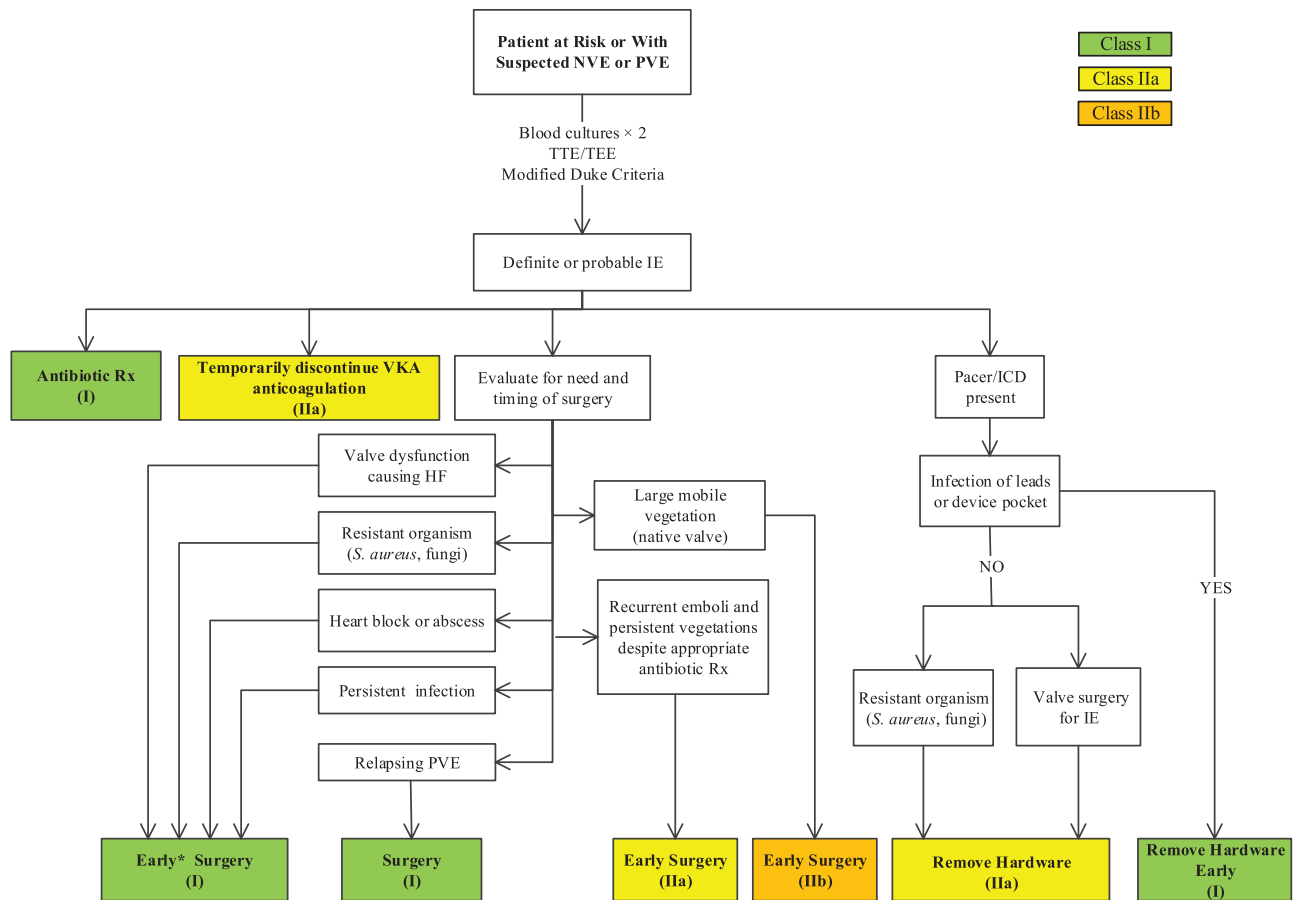 Patient at Risk or With
Suspected NVE or PVE
Class I
Class IIa
Class IIb
Blood cultures × 2
TTE/TEE
Modified Duke Criteria
Definite or probable IE
Antibiotic Rx
(I)
Temporarily discontinue VKA
anticoagulation
(IIa)
Evaluate for need and
timing of surgery
Pacer/ICD
present
Valve dysfunction
causing HF
Resistant organism
(S. aureus, fungi)
Heart block or abscess
Persistent infection
Relapsing PVE
Large mobile
vegetation
(native valve)
Recurrent emboli and
persistent vegetations
despite appropriate
antibiotic Rx
Infection of leads
or device pocket
NO
YES
Resistant organism
(S. aureus, fungi)
Valve surgery
for IE
Early* Surgery
(I)
Surgery
(I)
Early Surgery
(IIa)
Early Surgery
(IIb)
Remove Hardware
(IIa)
Remove Hardware
Early
(I)